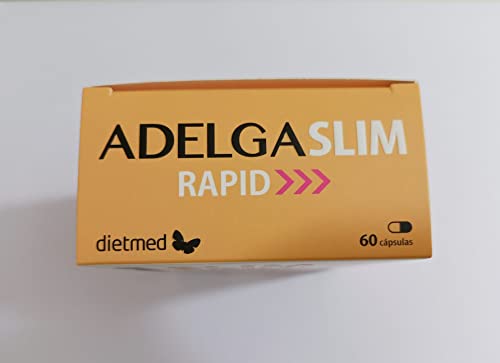 ADELGASLIM
RAPID
dietmed
60 cápsulas